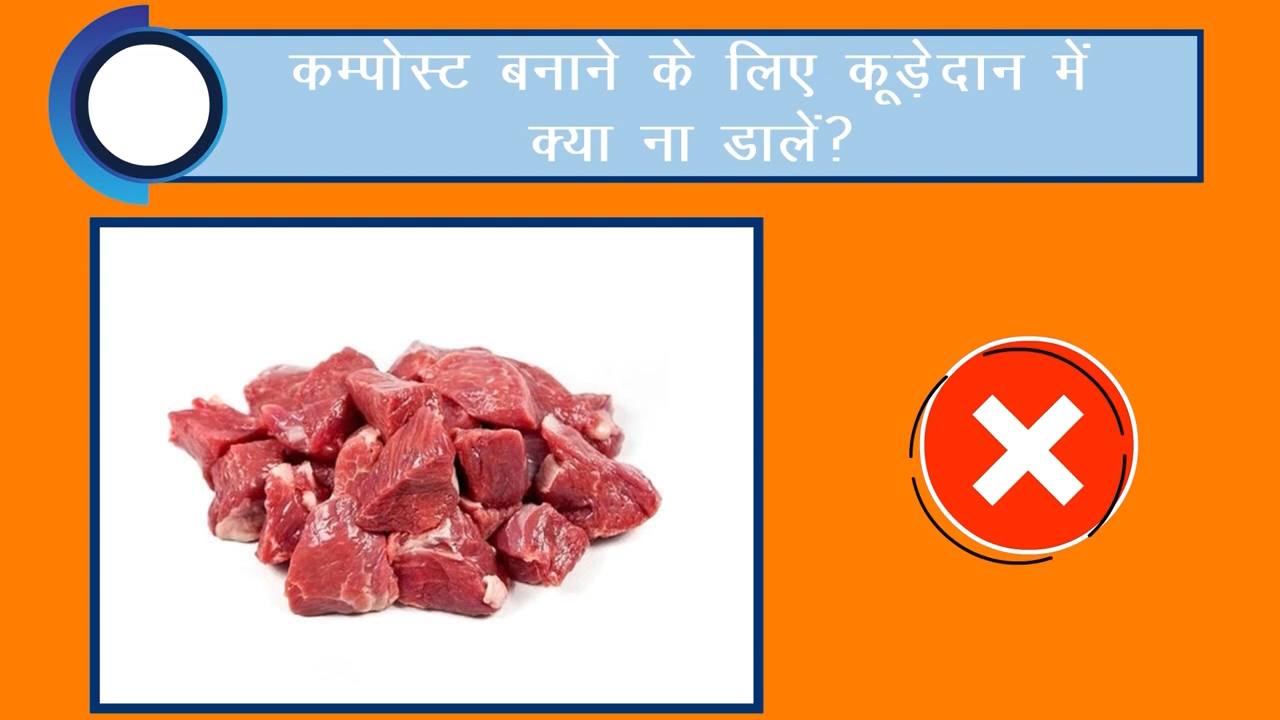 कम्पोस्ट बनाने के लिए कूड़ेदान में
क्या ना डालें?